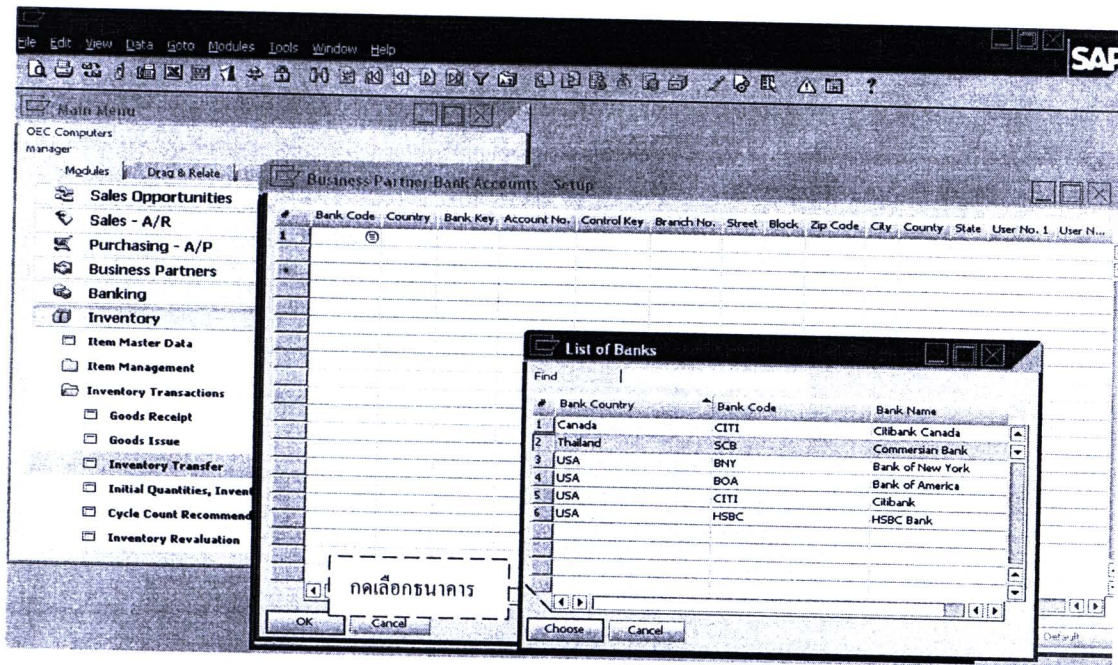 File Edit View Data Goto Modules Tools Window Help
SAP
Main Menu
OEC Computers
manager
Modules Drag & Relate
Sales Opportunities
Sales - A/R
Purchasing - A/P
Business Partners
Banking
Inventory
Item Master Data
Item Management
Inventory Transactions
Goods Receipt
Goods Issue
Inventory Transfer
Initial Quantities, Invent
Cycle Count Recommend
Inventory Revaluation
Business Partner Bank Accounts - Setup
# Bank Code Country Bank Key Account No. Control Key Branch No. Street Block Zip Code City County State User No. 1 User N...
1
List of Banks
Find
# Bank Country Bank Code Bank Name
1 Canada CITI Citibank Canada
2 Thailand SCB Commersian Bank
3 USA BNY Bank of New York
4 USA BOA Bank of America
5 USA CITI Citibank
6 USA HSBC HSBC Bank
กดเลือกธนาคาร
OK Cancel
Choose Cancel
Default